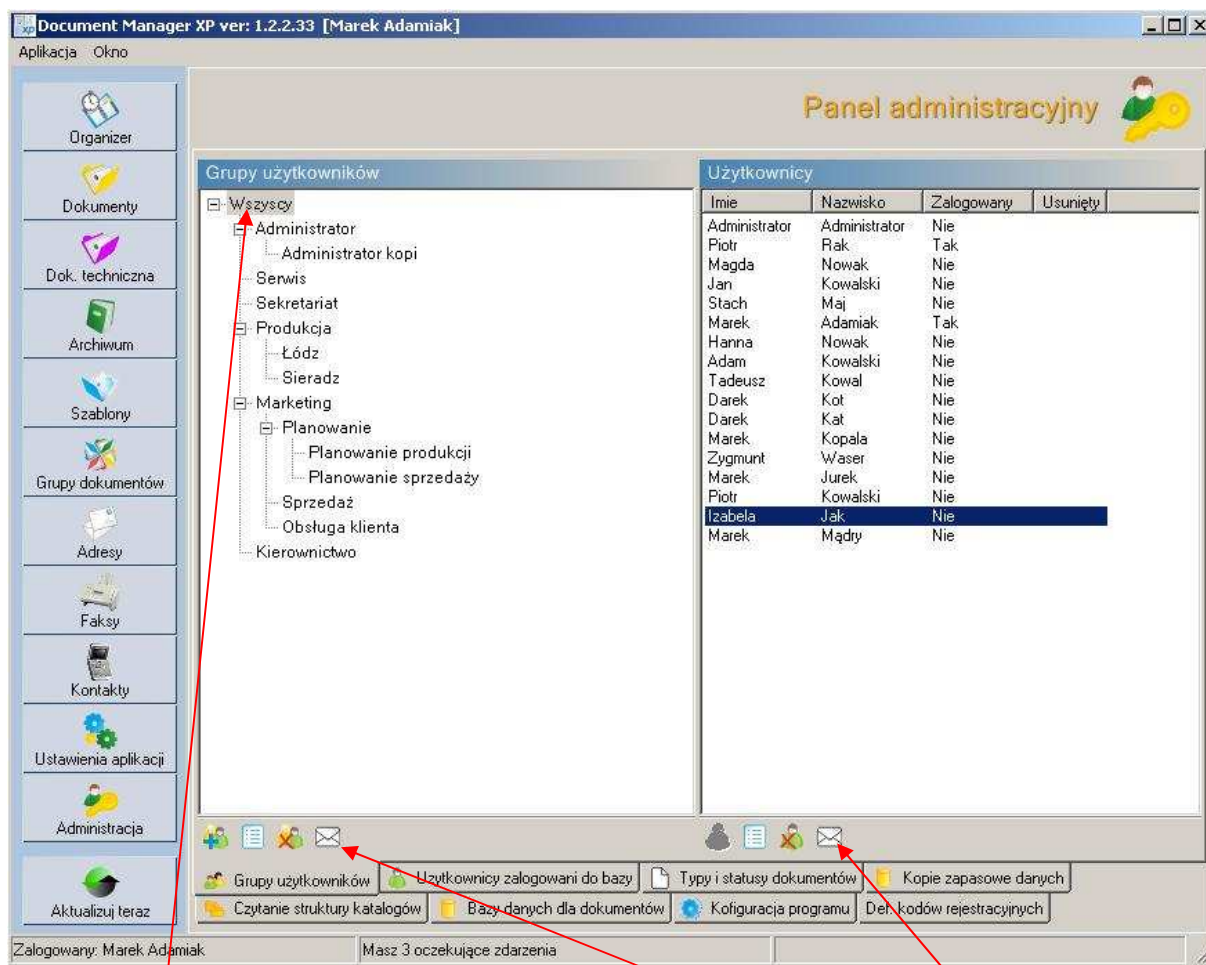 Document Manager XP ver: 1.2.2.33 [Marek Adamiak]
Aplikacja Okno
Organizer
Dokumenty
Dok. techniczna
Archiwum
Szablony
Grupy dokumentów
Adresy
Faksy
Kontakty
Ustawienia aplikacji
Administracja
Aktualizuj teraz
Panel administracyjny
Grupy użytkowników
Wszyscy
Administrator
Administrator kopi
Serwis
Sekretariat
Produkcja
Łódz
Sieradz
Marketing
Planowanie
Planowanie produkcji
Planowanie sprzedaży
Sprzedaż
Obsługa klienta
Kierownictwo
Użytkownicy
Imie Nazwisko Zalogowany Usunięty
Administrator Administrator Nie
Piotr Rak Tak
Magda Nowak Nie
Jan Kowalski Nie
Stach Maj Nie
Marek Adamiak Tak
Hanna Nowak Nie
Adam Kowalski Nie
Tadeusz Kowal Nie
Darek Kot Nie
Darek Kat Nie
Marek Kopala Nie
Zygmunt Waser Nie
Marek Jurek Nie
Piotr Kowalski Nie
Izabela Jak Nie
Marek Mądry Nie
Grupy użytkowników Użytkownicy zalogowani do bazy Typy i statusy dokumentów Kopie zapasowe danych
Czytanie struktury katalogów Bazy danych dla dokumentów Kofiguracja programu Def. kodów rejestracyjnych
Zalogowany: Marek Adamiak Masz 3 oczekujące zdarzenia